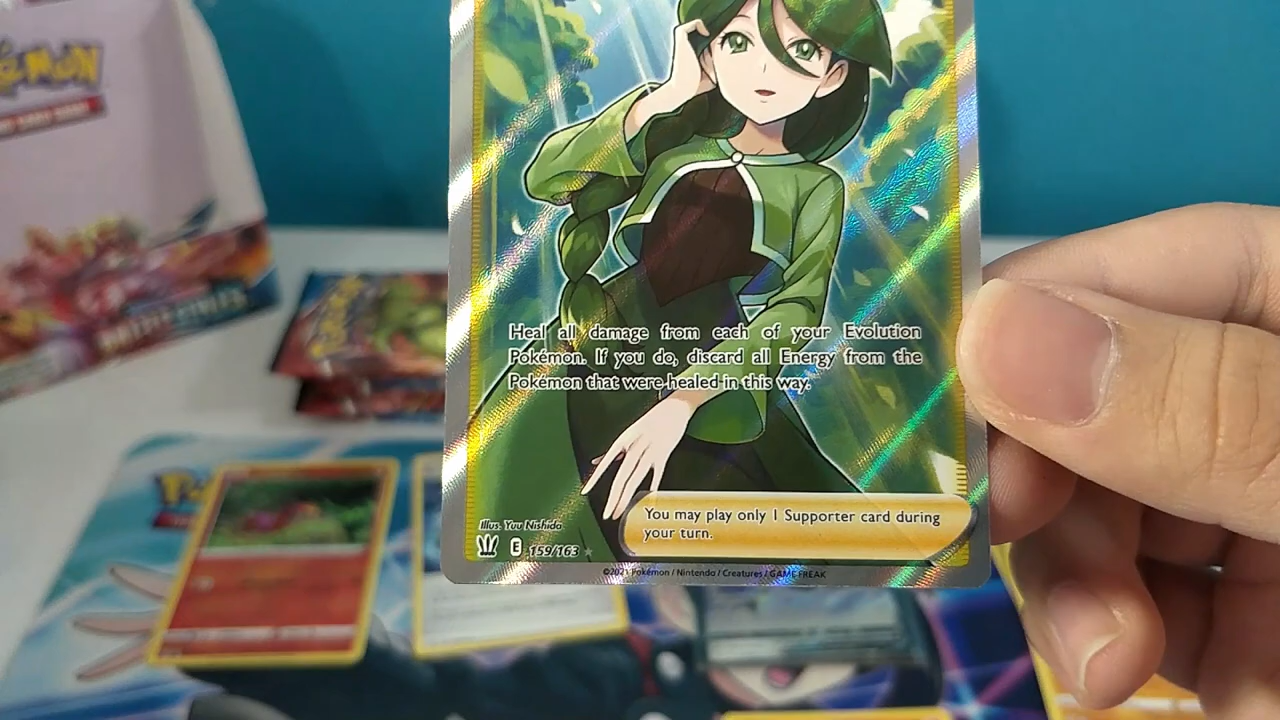 Heal all damage from each of your Evolution
Pokémon. If you do, discard all Energy from the
Pokémon that were healed in this way.
You may play only 1 Supporter card during
your turn.
Illus. Yuu Nishida
E 159/163
©2021 Pokémon / Nintendo / Creatures / GAME FREAK